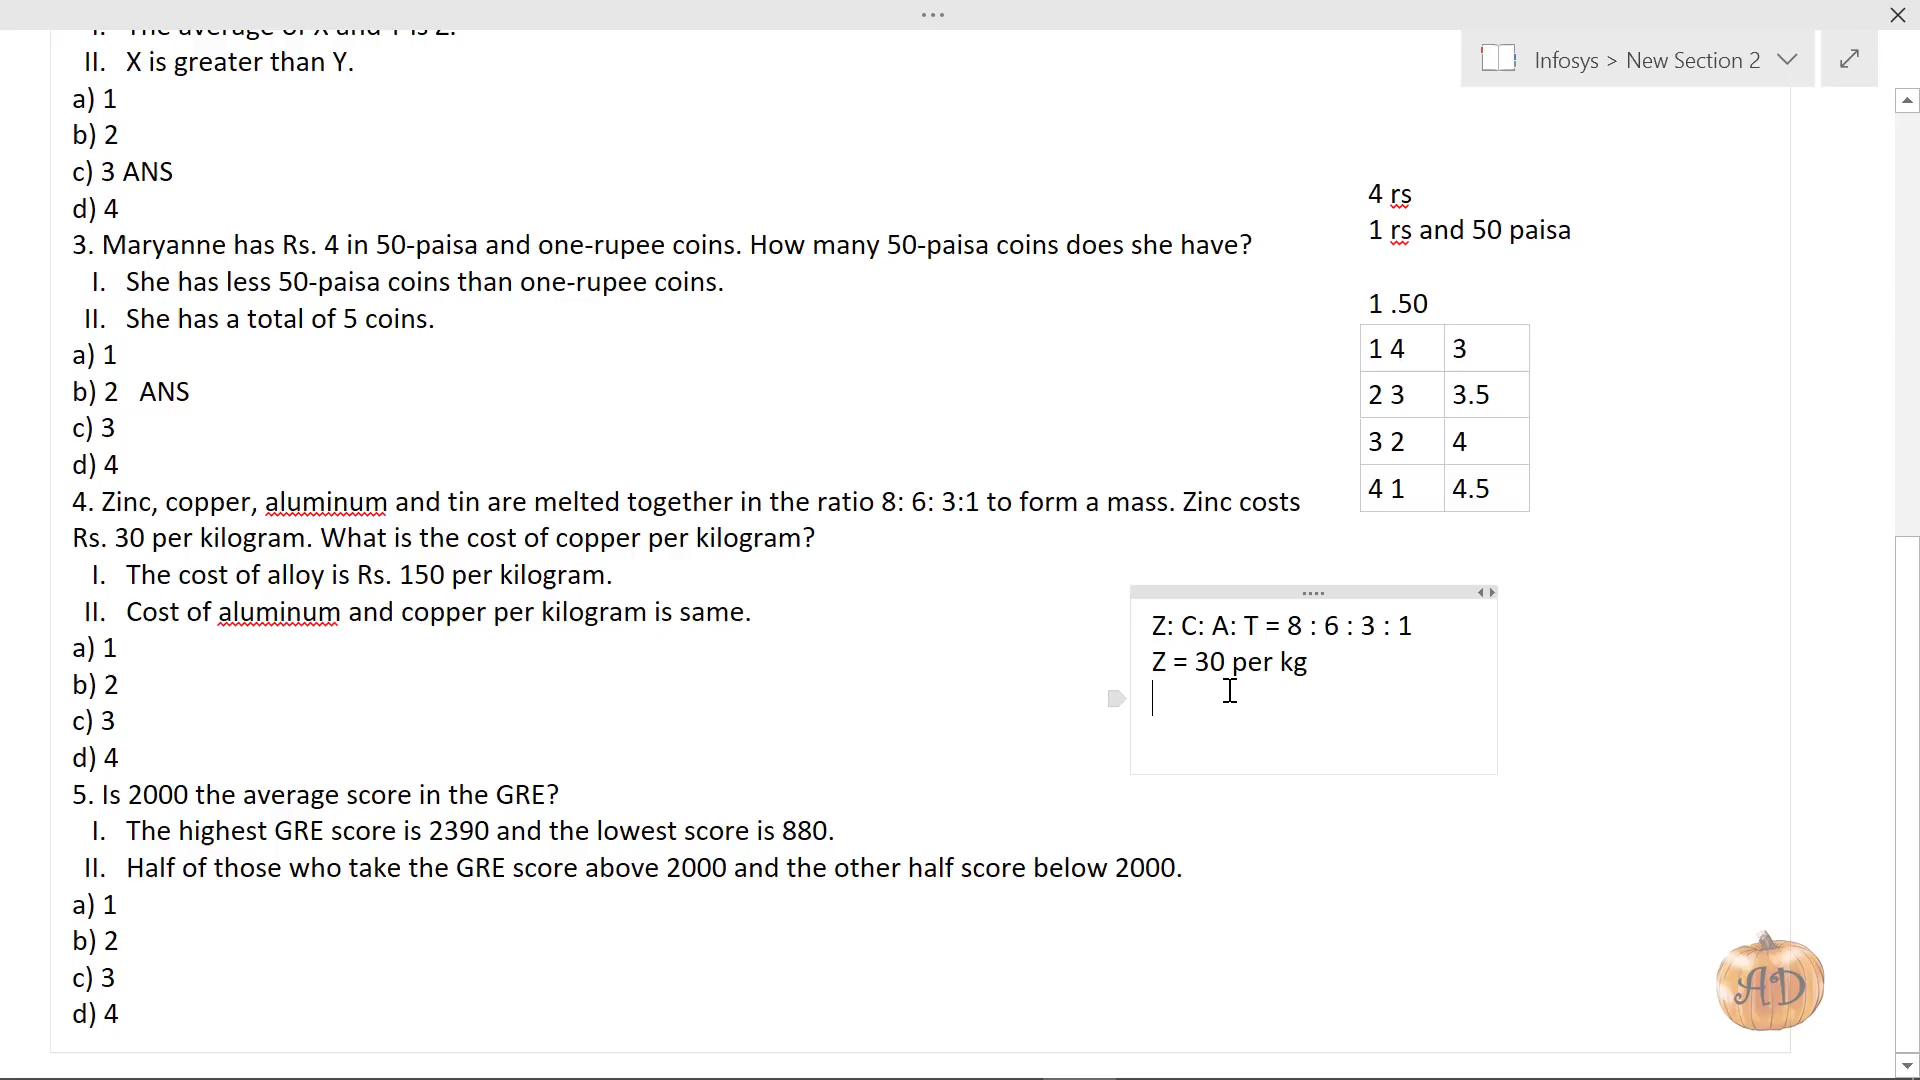 I. The average of X and Y is Z.
II. X is greater than Y.
Infosys > New Section 2
a) 1
b) 2
c) 3 ANS
d) 4
3. Maryanne has Rs. 4 in 50-paisa and one-rupee coins. How many 50-paisa coins does she have?
I. She has less 50-paisa coins than one-rupee coins.
II. She has a total of 5 coins.
a) 1
b) 2 ANS
c) 3
d) 4
4 rs
1 rs and 50 paisa
1 .50
1 4 3
2 3 3.5
3 2 4
4 1 4.5
4. Zinc, copper, aluminum and tin are melted together in the ratio 8: 6: 3:1 to form a mass. Zinc costs
Rs. 30 per kilogram. What is the cost of copper per kilogram?
I. The cost of alloy is Rs. 150 per kilogram.
II. Cost of aluminum and copper per kilogram is same.
a) 1
b) 2
c) 3
d) 4
Z: C: A: T = 8 : 6 : 3 : 1
Z = 30 per kg
5. Is 2000 the average score in the GRE?
I. The highest GRE score is 2390 and the lowest score is 880.
II. Half of those who take the GRE score above 2000 and the other half score below 2000.
a) 1
b) 2
c) 3
d) 4
AD